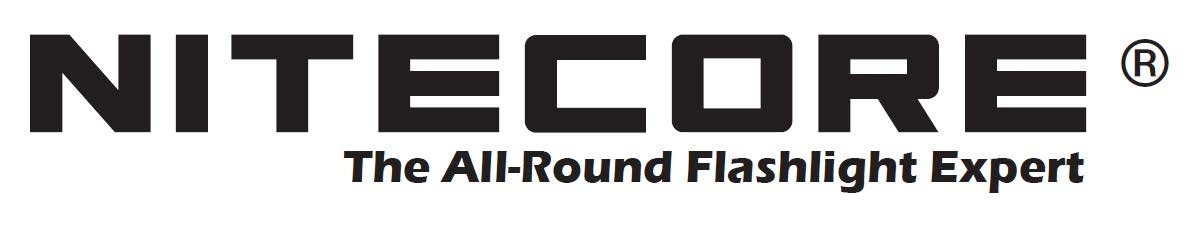 NITECORE®
The All-Round Flashlight Expert